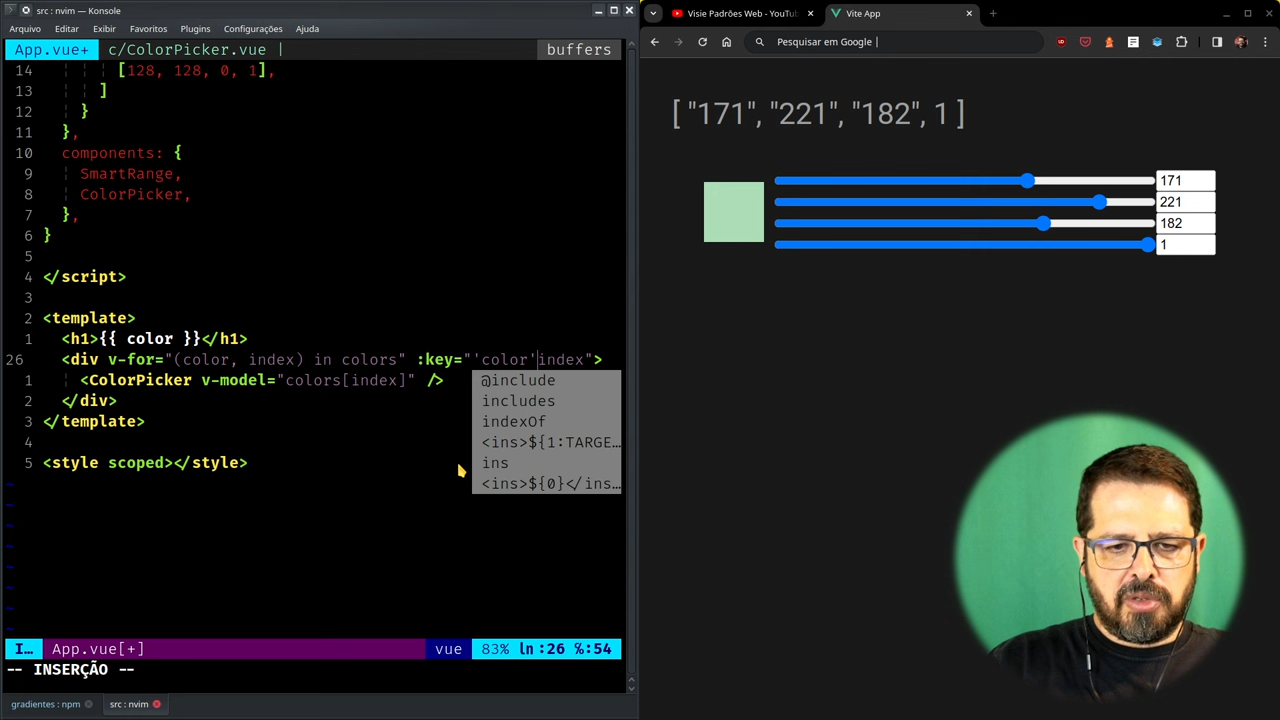 src : nvim — Konsole
Arquivo Editar Exibir Favoritos Plugins Configurações Ajuda
App.vue+ c/ColorPicker.vue | buffers
14 [128, 128, 0, 1],
13 ]
12 }
11 },
10 components: {
9 SmartRange,
8 ColorPicker,
7 },
6 }
5
4 </script>
3
2 <template>
1 <h1>{{ color }}</h1>
26 <div v-for="(color, index) in colors" :key="'color'index">
1 <ColorPicker v-model="colors[index]" />
2 </div>
3 </template>
4
5 <style scoped></style>
@include
includes
indexOf
<ins>${1:TARGE…
ins
<ins>${0}</ins…
~
~
~
~
~
~
~
I… App.vue[+] vue 83% ln:26 %:54
-- INSERÇÃO --
gradientes : npm src : nvim
Visie Padrões Web - YouTub Vite App
Pesquisar em Google |
[ "171", "221", "182", 1 ]
171
221
182
1